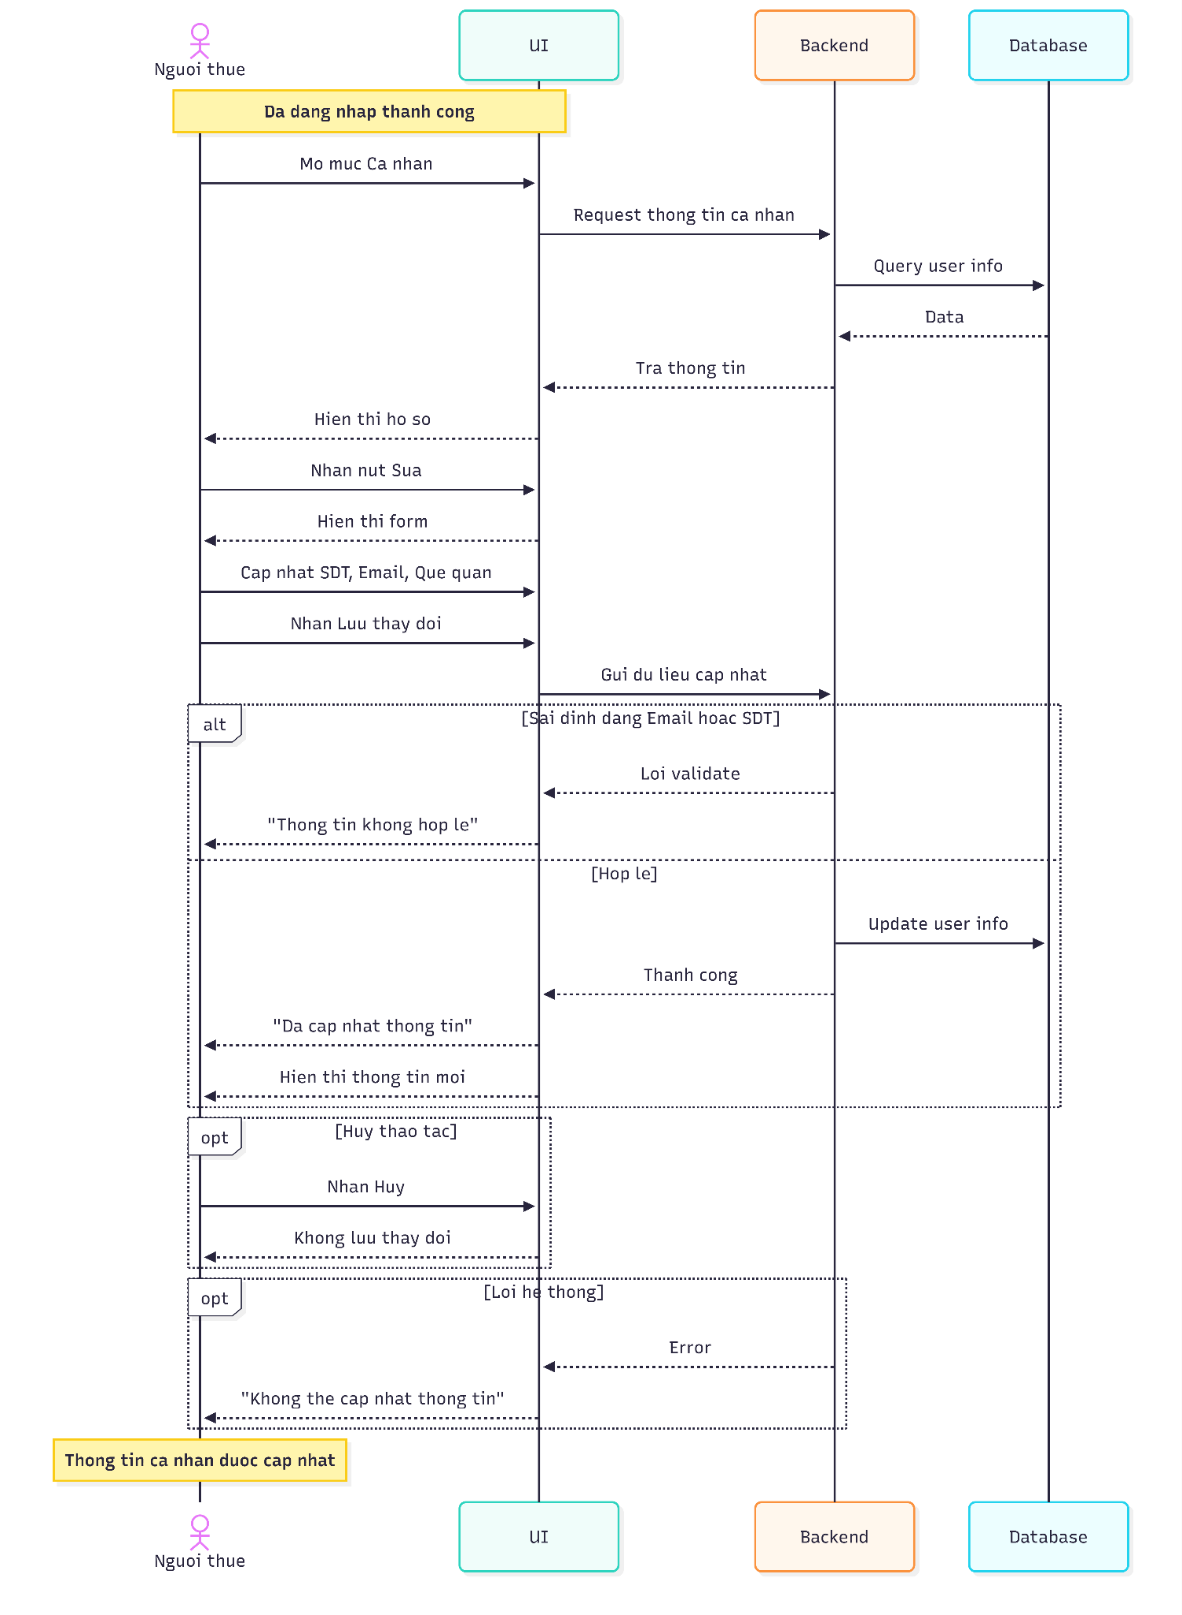 Nguoi thue
UI
Backend
Database
Da dang nhap thanh cong
Mo muc Ca nhan
Request thong tin ca nhan
Query user info
Data
Tra thong tin
Hien thi ho so
Nhan nut Sua
Hien thi form
Cap nhat SDT, Email, Que quan
Nhan Luu thay doi
Gui du lieu cap nhat
alt
[Sai dinh dang Email hoac SDT]
Loi validate
"Thong tin khong hop le"
[Hop le]
Update user info
Thanh cong
"Da cap nhat thong tin"
Hien thi thong tin moi
opt
[Huy thao tac]
Nhan Huy
Khong luu thay doi
opt
[Loi he thong]
Error
"Khong the cap nhat thong tin"
Thong tin ca nhan duoc cap nhat
Nguoi thue
UI
Backend
Database